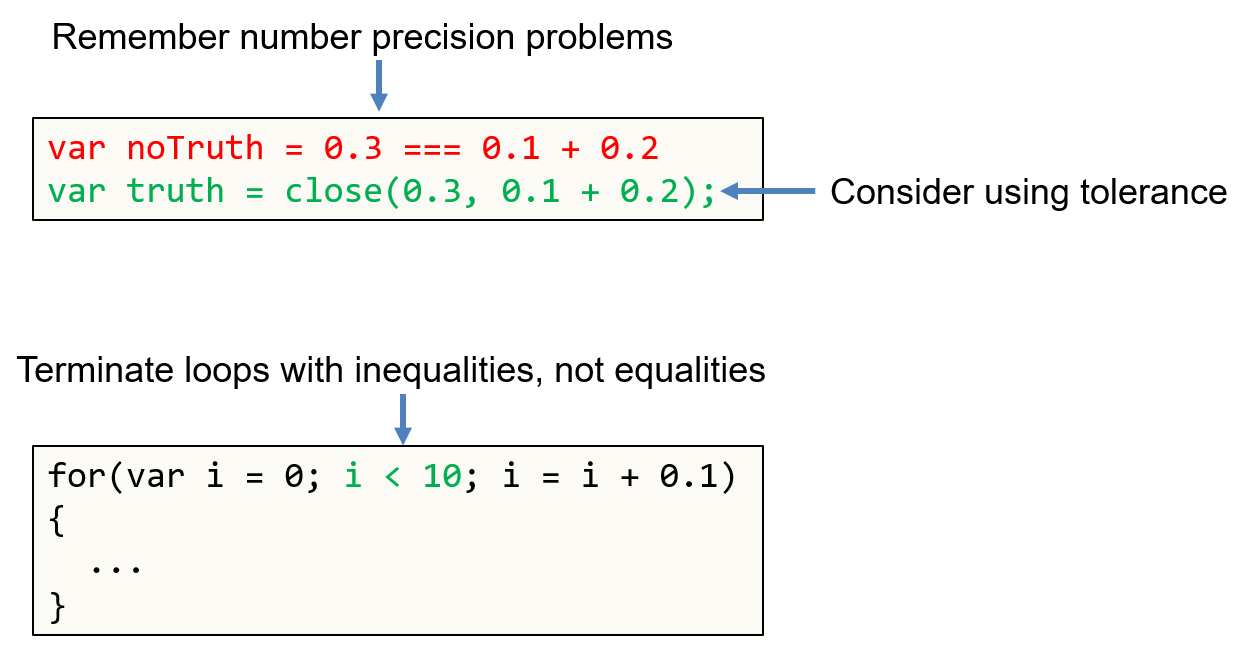 Remember number precision problems
var noTruth = 0.3 === 0.1 + 0.2
var truth = close(0.3, 0.1 + 0.2);
Consider using tolerance
Terminate loops with inequalities, not equalities
for(var i = 0; i < 10; i = i + 0.1)
{
...
}